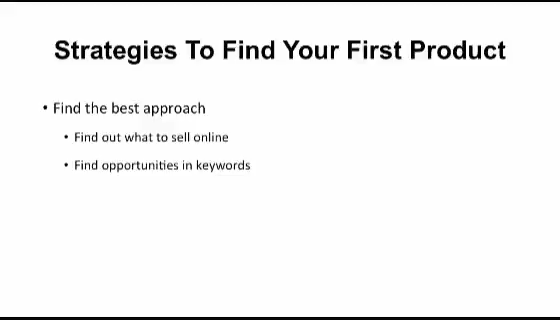 Strategies To Find Your First Product
• Find the best approach
• Find out what to sell online
• Find opportunities in keywords